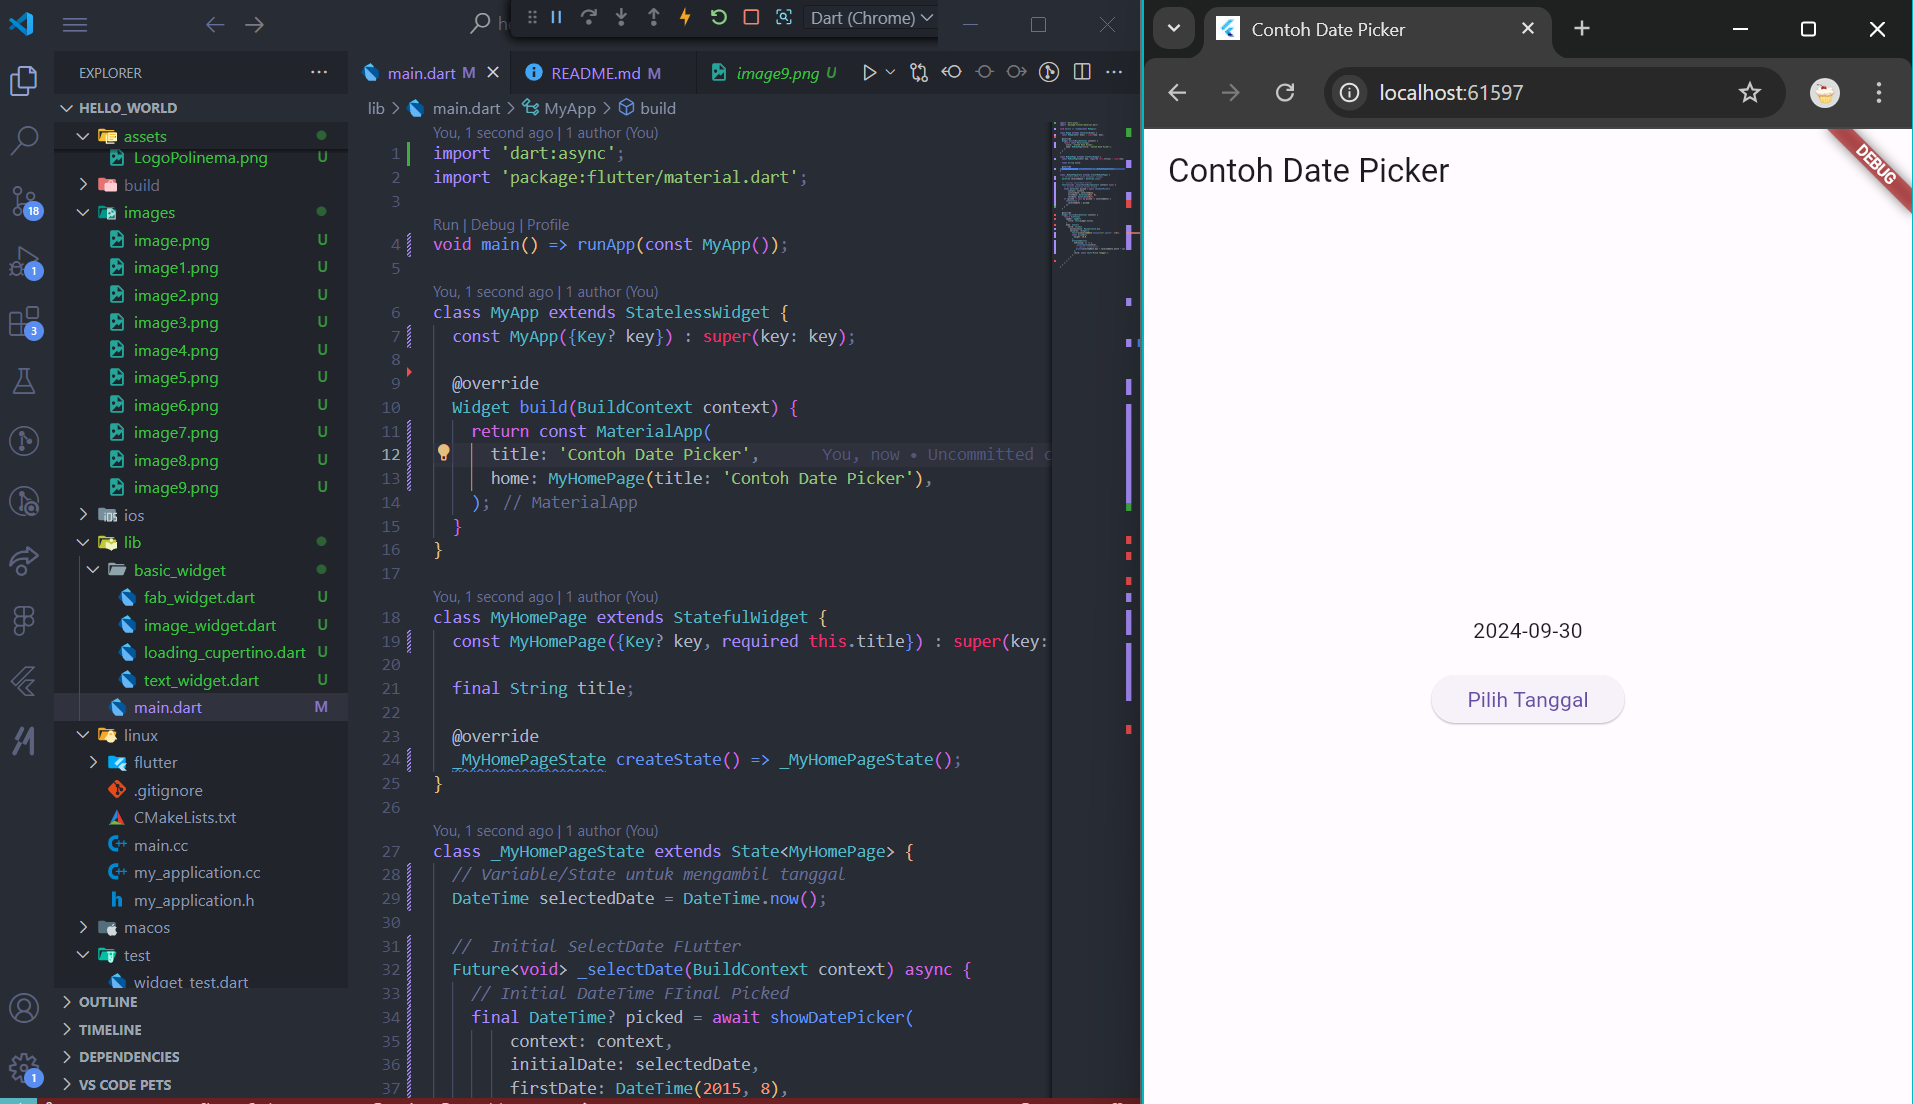 Dart (Chrome)
EXPLORER
HELLO_WORLD
assets
LogoPolinema.png U
build
images
image.png U
image1.png U
image2.png U
image3.png U
image4.png U
image5.png U
image6.png U
image7.png U
image8.png U
image9.png U
ios
lib
basic_widget
fab_widget.dart U
image_widget.dart U
loading_cupertino.dart U
text_widget.dart U
main.dart M
linux
flutter
.gitignore
CMakeLists.txt
main.cc
my_application.cc
my_application.h
macos
test
widget_test.dart
OUTLINE
TIMELINE
DEPENDENCIES
VS CODE PETS
18
1
3
1
main.dart M
README.md M
image9.png U
lib > main.dart > MyApp > build
You, 1 second ago | 1 author (You)
1 import 'dart:async';
2 import 'package:flutter/material.dart';
3
Run | Debug | Profile
4 void main() => runApp(const MyApp());
5
You, 1 second ago | 1 author (You)
6 class MyApp extends StatelessWidget {
7 const MyApp({Key? key}) : super(key: key);
8
9 @override
10 Widget build(BuildContext context) {
11 return const MaterialApp(
12 title: 'Contoh Date Picker', You, now • Uncommitted c
13 home: MyHomePage(title: 'Contoh Date Picker'),
14 ); // MaterialApp
15 }
16 }
17
You, 1 second ago | 1 author (You)
18 class MyHomePage extends StatefulWidget {
19 const MyHomePage({Key? key, required this.title}) : super(key:
20
21 final String title;
22
23 @override
24 _MyHomePageState createState() => _MyHomePageState();
25 }
26
You, 1 second ago | 1 author (You)
27 class _MyHomePageState extends State<MyHomePage> {
28 // Variable/State untuk mengambil tanggal
29 DateTime selectedDate = DateTime.now();
30
31 //  Initial SelectDate FLutter
32 Future<void> _selectDate(BuildContext context) async {
33 // Initial DateTime FIinal Picked
34 final DateTime? picked = await showDatePicker(
35 context: context,
36 initialDate: selectedDate,
37 firstDate: DateTime(2015, 8),
Contoh Date Picker
localhost:61597
Contoh Date Picker
DEBUG
2024-09-30
Pilih Tanggal